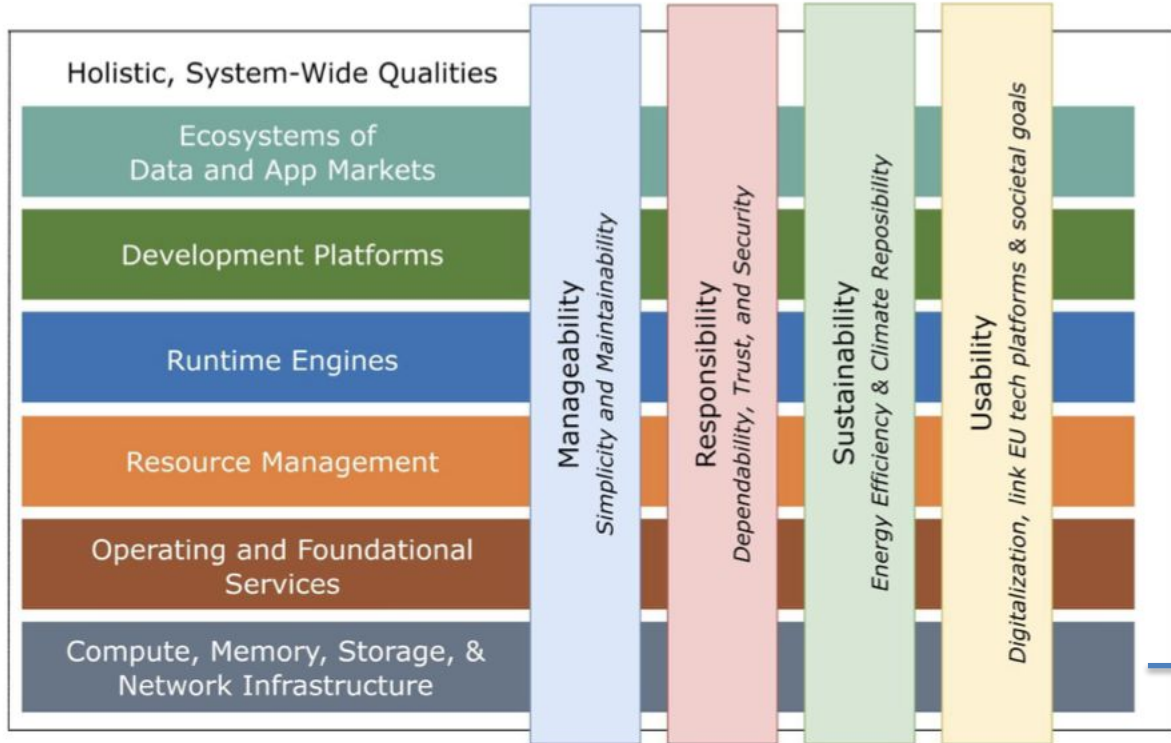 Holistic, System-Wide Qualities
Ecosystems of
Data and App Markets
Development Platforms
Runtime Engines
Resource Management
Operating and Foundational
Services
Compute, Memory, Storage, &
Network Infrastructure
Manageability
Simplicity and Maintainability
Responsibility
Dependability, Trust, and Security
Sustainability
Energy Efficiency & Climate Reposibility
Usability
Digitalization, link EU tech platforms & societal goals